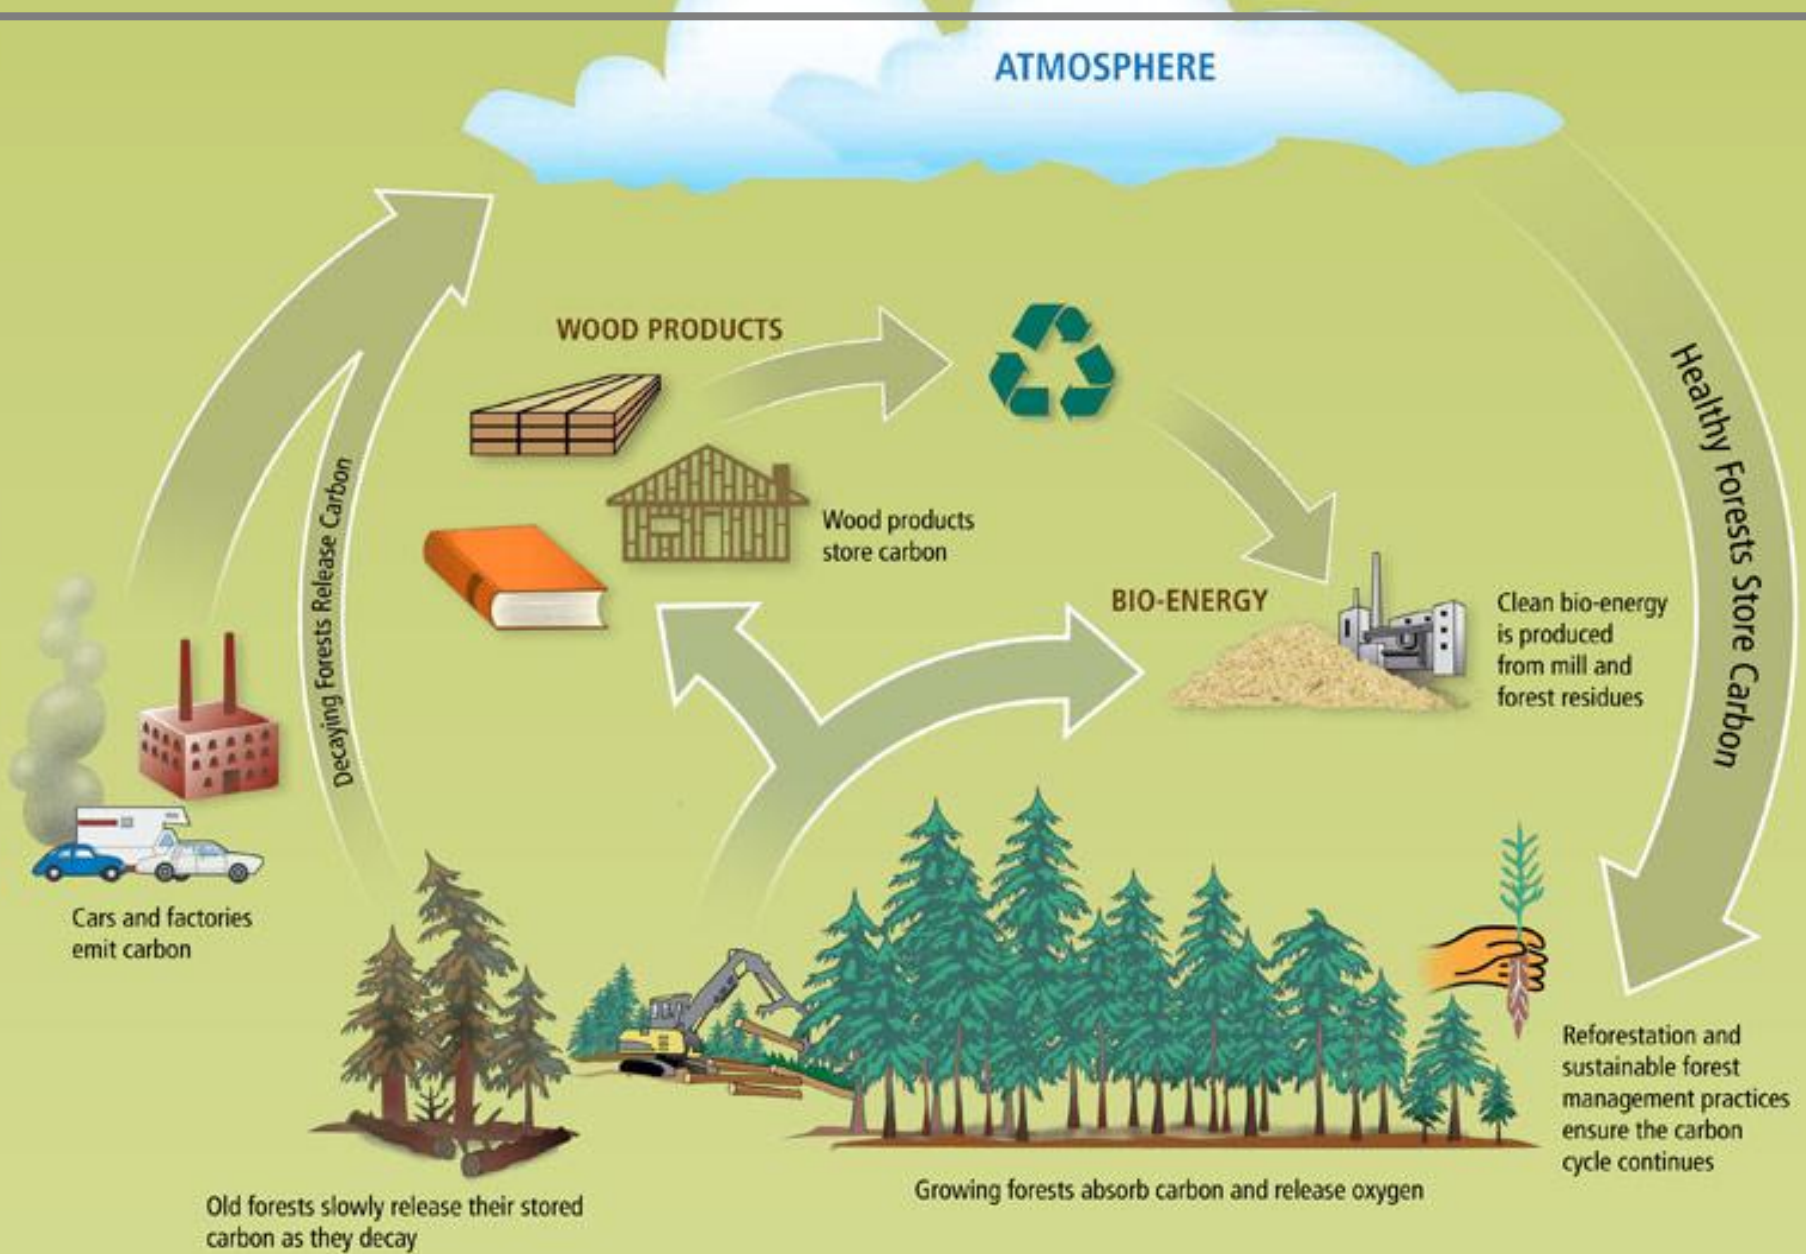 ATMOSPHERE
WOOD PRODUCTS
Healthy Forests Store Carbon
Decaying Forests Release Carbon
Wood products
store carbon
BIO-ENERGY
Clean bio-energy
is produced
from mill and
forest residues
Cars and factories
emit carbon
Reforestation and
sustainable forest
management practices
ensure the carbon
cycle continues
Growing forests absorb carbon and release oxygen
Old forests slowly release their stored
carbon as they decay